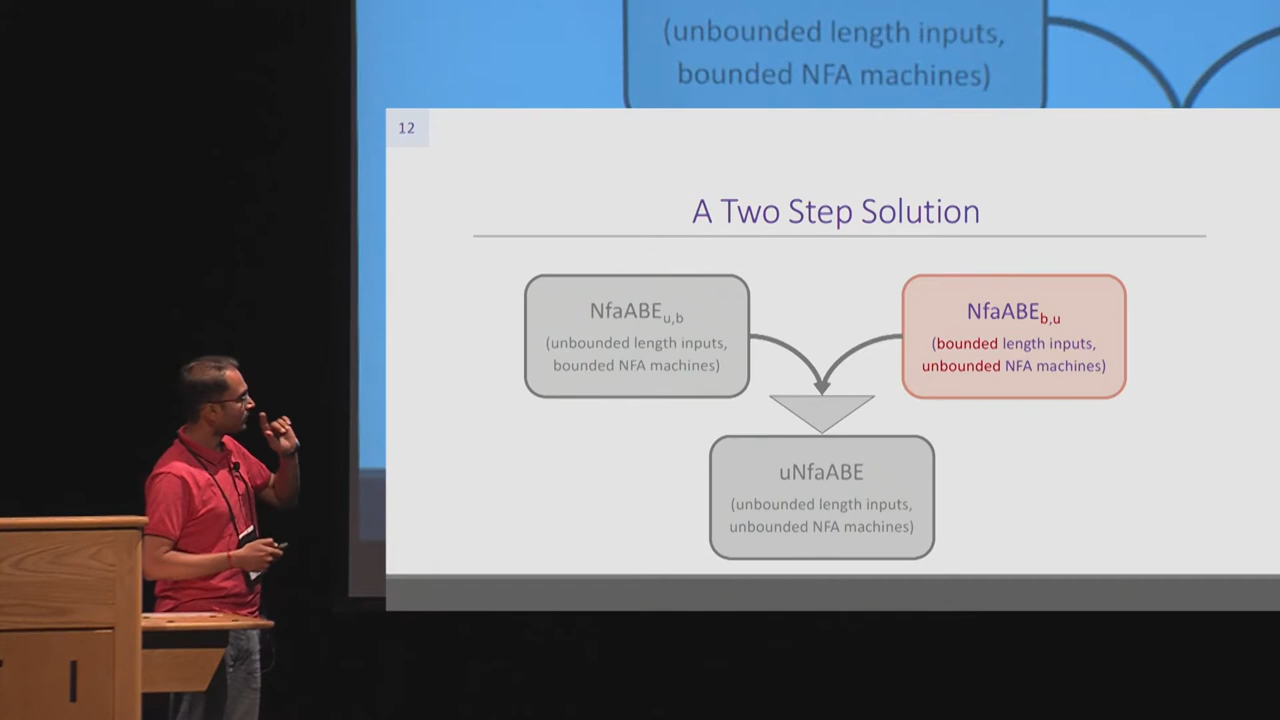 (unbounded length inputs,
bounded NFA machines)
12
A Two Step Solution
NfaABEu,b
(unbounded length inputs,
bounded NFA machines)
NfaABEb,u
(bounded length inputs,
unbounded NFA machines)
uNfaABE
(unbounded length inputs,
unbounded NFA machines)